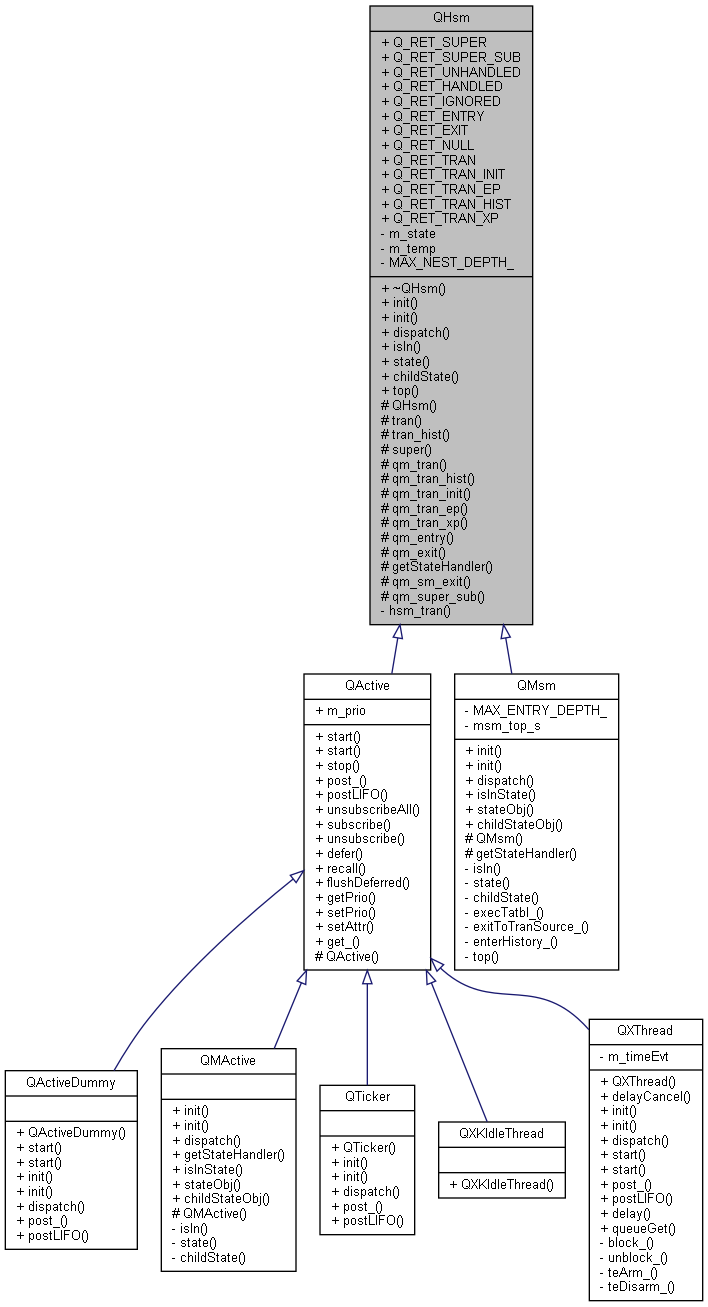 QHsm
+ Q_RET_SUPER
+ Q_RET_SUPER_SUB
+ Q_RET_UNHANDLED
+ Q_RET_HANDLED
+ Q_RET_IGNORED
+ Q_RET_ENTRY
+ Q_RET_EXIT
+ Q_RET_NULL
+ Q_RET_TRAN
+ Q_RET_TRAN_INIT
+ Q_RET_TRAN_EP
+ Q_RET_TRAN_HIST
+ Q_RET_TRAN_XP
- m_state
- m_temp
- MAX_NEST_DEPTH_
+ ~QHsm()
+ init()
+ init()
+ dispatch()
+ isIn()
+ state()
+ childState()
+ top()
# QHsm()
# tran()
# tran_hist()
# super()
# qm_tran()
# qm_tran_hist()
# qm_tran_init()
# qm_tran_ep()
# qm_tran_xp()
# qm_entry()
# qm_exit()
# getStateHandler()
# qm_sm_exit()
# qm_super_sub()
- hsm_tran()
QActive
+ m_prio
+ start()
+ start()
+ stop()
+ post_()
+ postLIFO()
+ unsubscribeAll()
+ subscribe()
+ unsubscribe()
+ defer()
+ recall()
+ flushDeferred()
+ getPrio()
+ setPrio()
+ setAttr()
+ get_()
# QActive()
QMsm
- MAX_ENTRY_DEPTH_
- msm_top_s
+ init()
+ init()
+ dispatch()
+ isInState()
+ stateObj()
+ childStateObj()
# QMsm()
# getStateHandler()
- isIn()
- state()
- childState()
- execTatbl_()
- exitToTranSource_()
- enterHistory_()
- top()
QActiveDummy
+ QActiveDummy()
+ start()
+ start()
+ init()
+ init()
+ dispatch()
+ post_()
+ postLIFO()
QMActive
+ init()
+ init()
+ dispatch()
+ getStateHandler()
+ isInState()
+ stateObj()
+ childStateObj()
# QMActive()
- isIn()
- state()
- childState()
QTicker
+ QTicker()
+ init()
+ init()
+ dispatch()
+ post_()
+ postLIFO()
QXKIdleThread
+ QXKIdleThread()
QXThread
- m_timeEvt
+ QXThread()
+ delayCancel()
+ init()
+ init()
+ dispatch()
+ start()
+ start()
+ post_()
+ postLIFO()
+ delay()
+ queueGet()
- block_()
- unblock_()
- teArm_()
- teDisarm_()